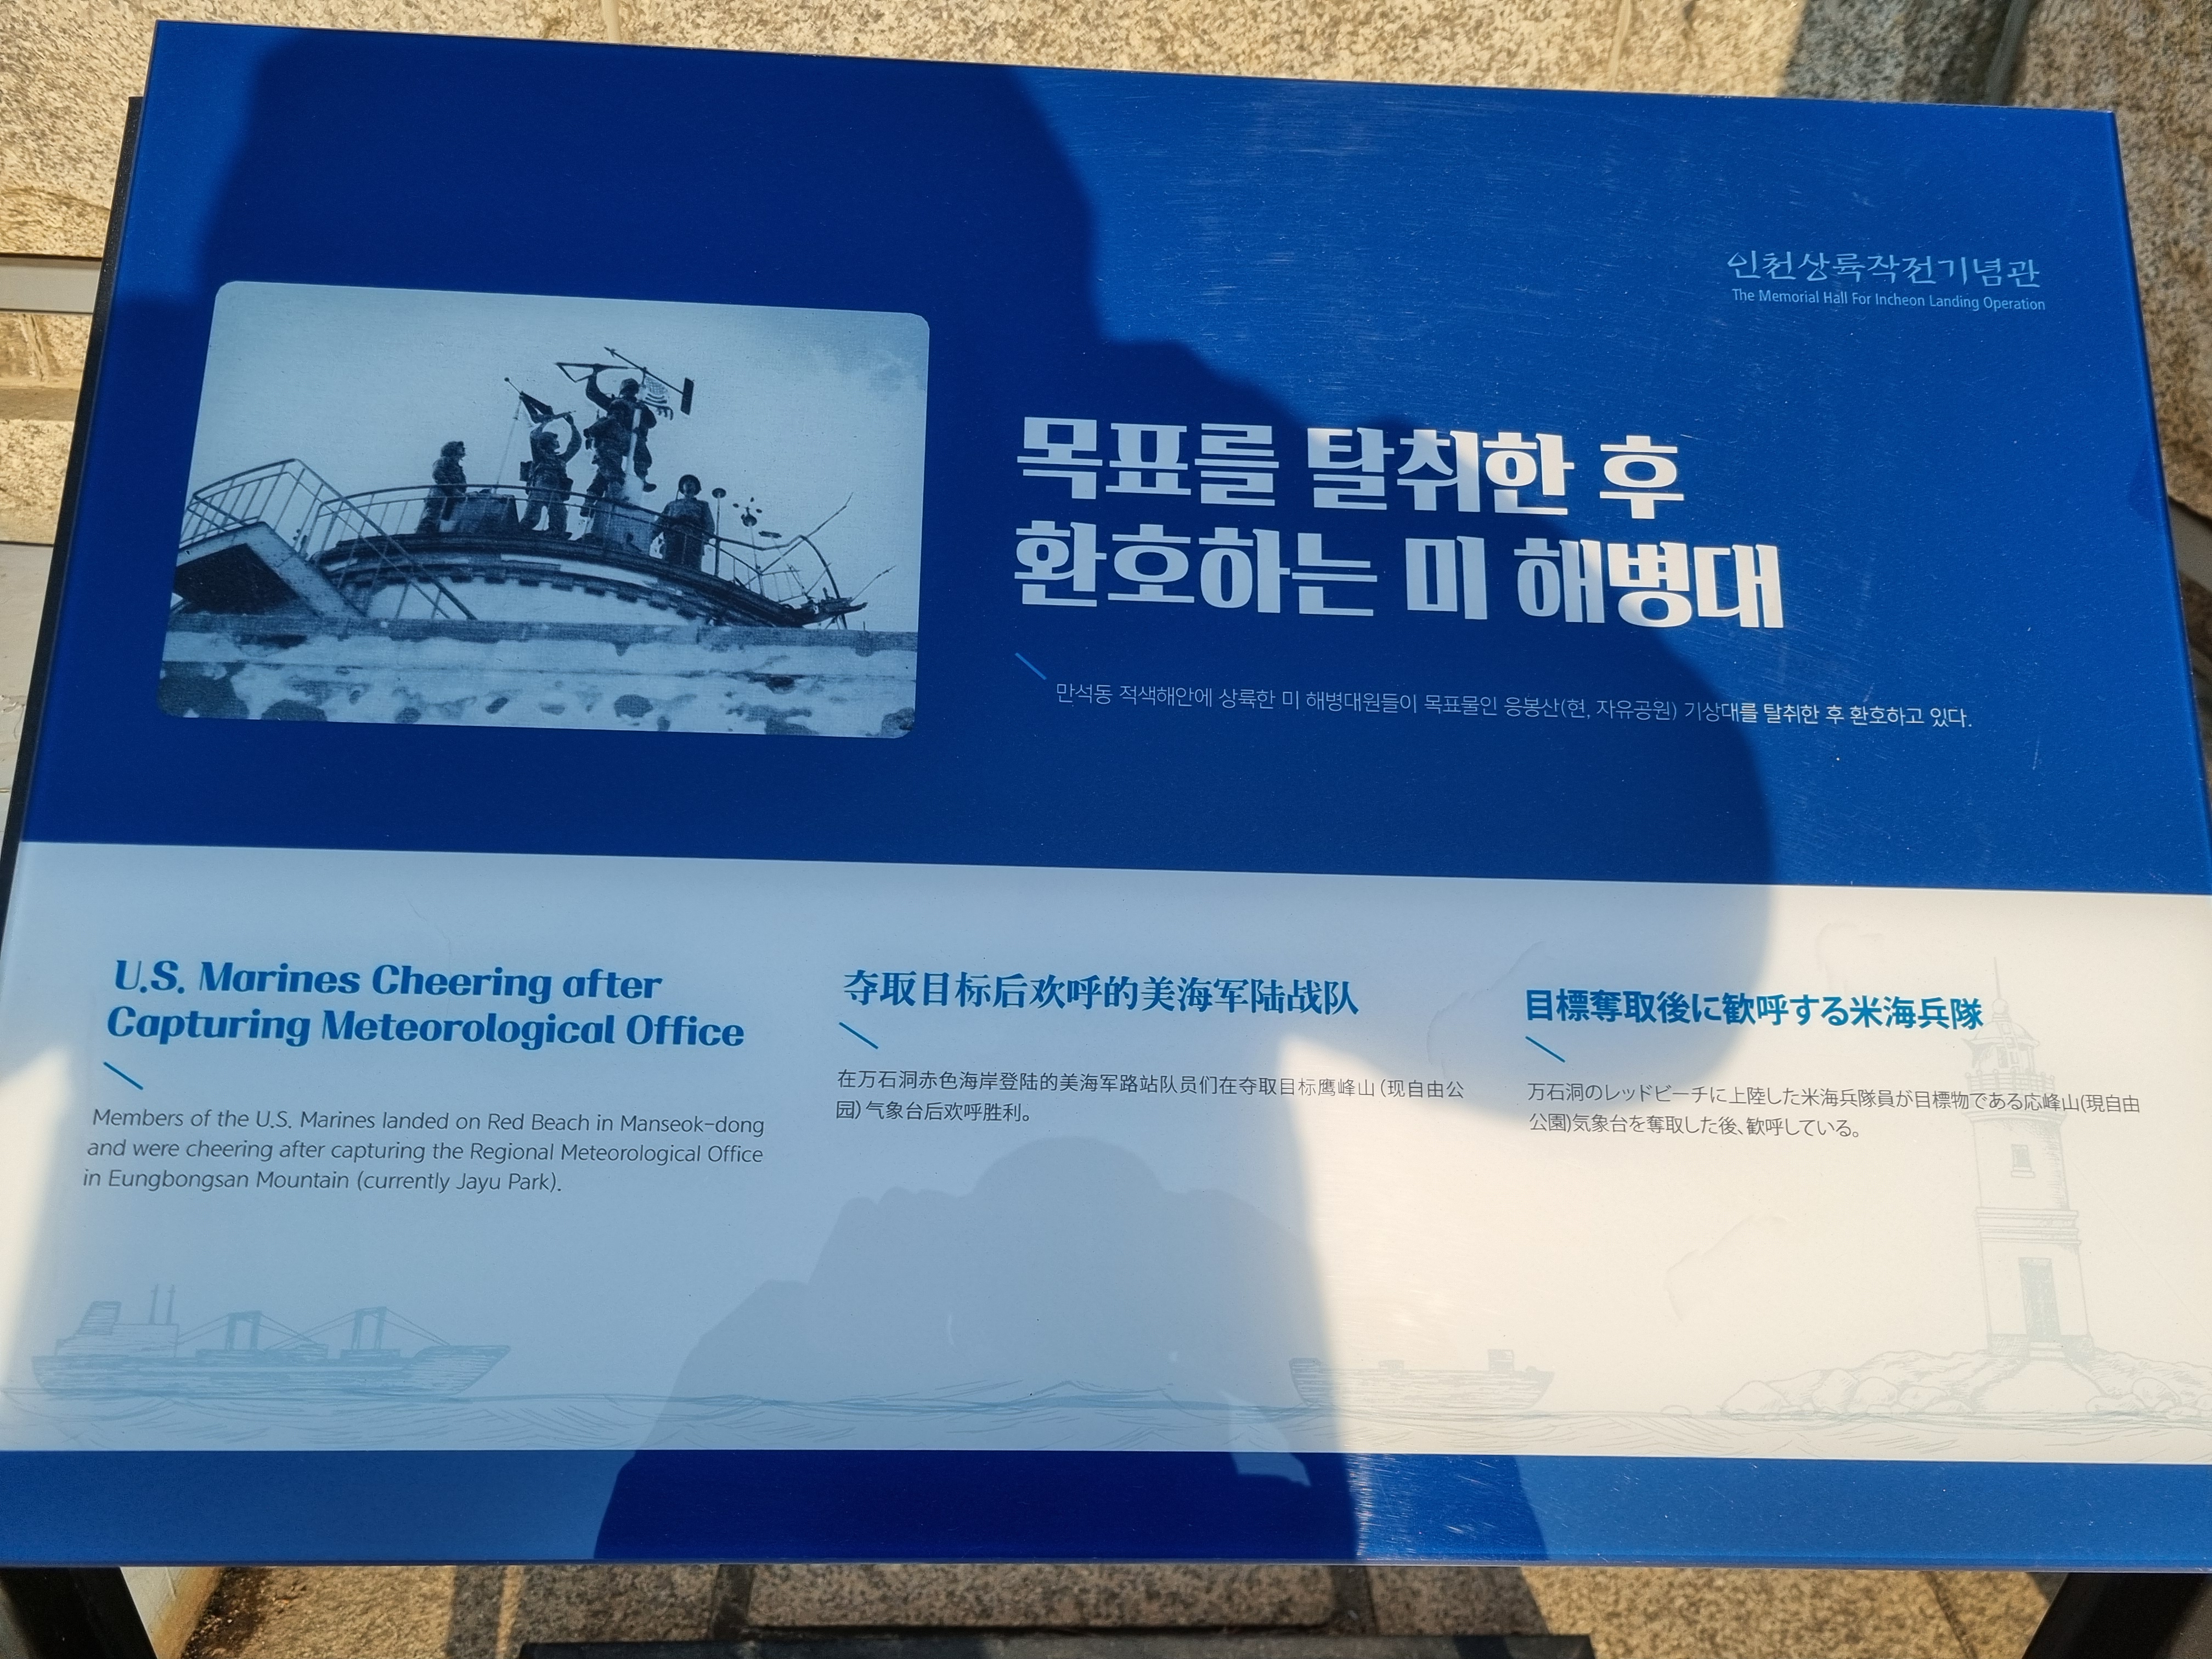 인천상륙작전기념관
The Memorial Hall For Incheon Landing Operation
목표를 탈취한 후
환호하는 미 해병대
만석동 적색해안에 상륙한 미 해병대원들이 목표물인 응봉산(현, 자유공원) 기상대를 탈취한 후 환호하고 있다.
U.S. Marines Cheering after
Capturing Meteorological Office
Members of the U.S. Marines landed on Red Beach in Manseok-dong
and were cheering after capturing the Regional Meteorological Office
in Eungbongsan Mountain (currently Jayu Park).
夺取目标后欢呼的美海军陆战队
在万石洞赤色海岸登陆的美海军路站队员们在夺取目标鹰峰山(现自由公
园)气象台后欢呼胜利。
目標奪取後に歓呼する米海兵隊
万石洞のレッドビーチに上陸した米海兵隊員が目標物である応峰山(現自由
公園)気象台を奪取した後、歓呼している。